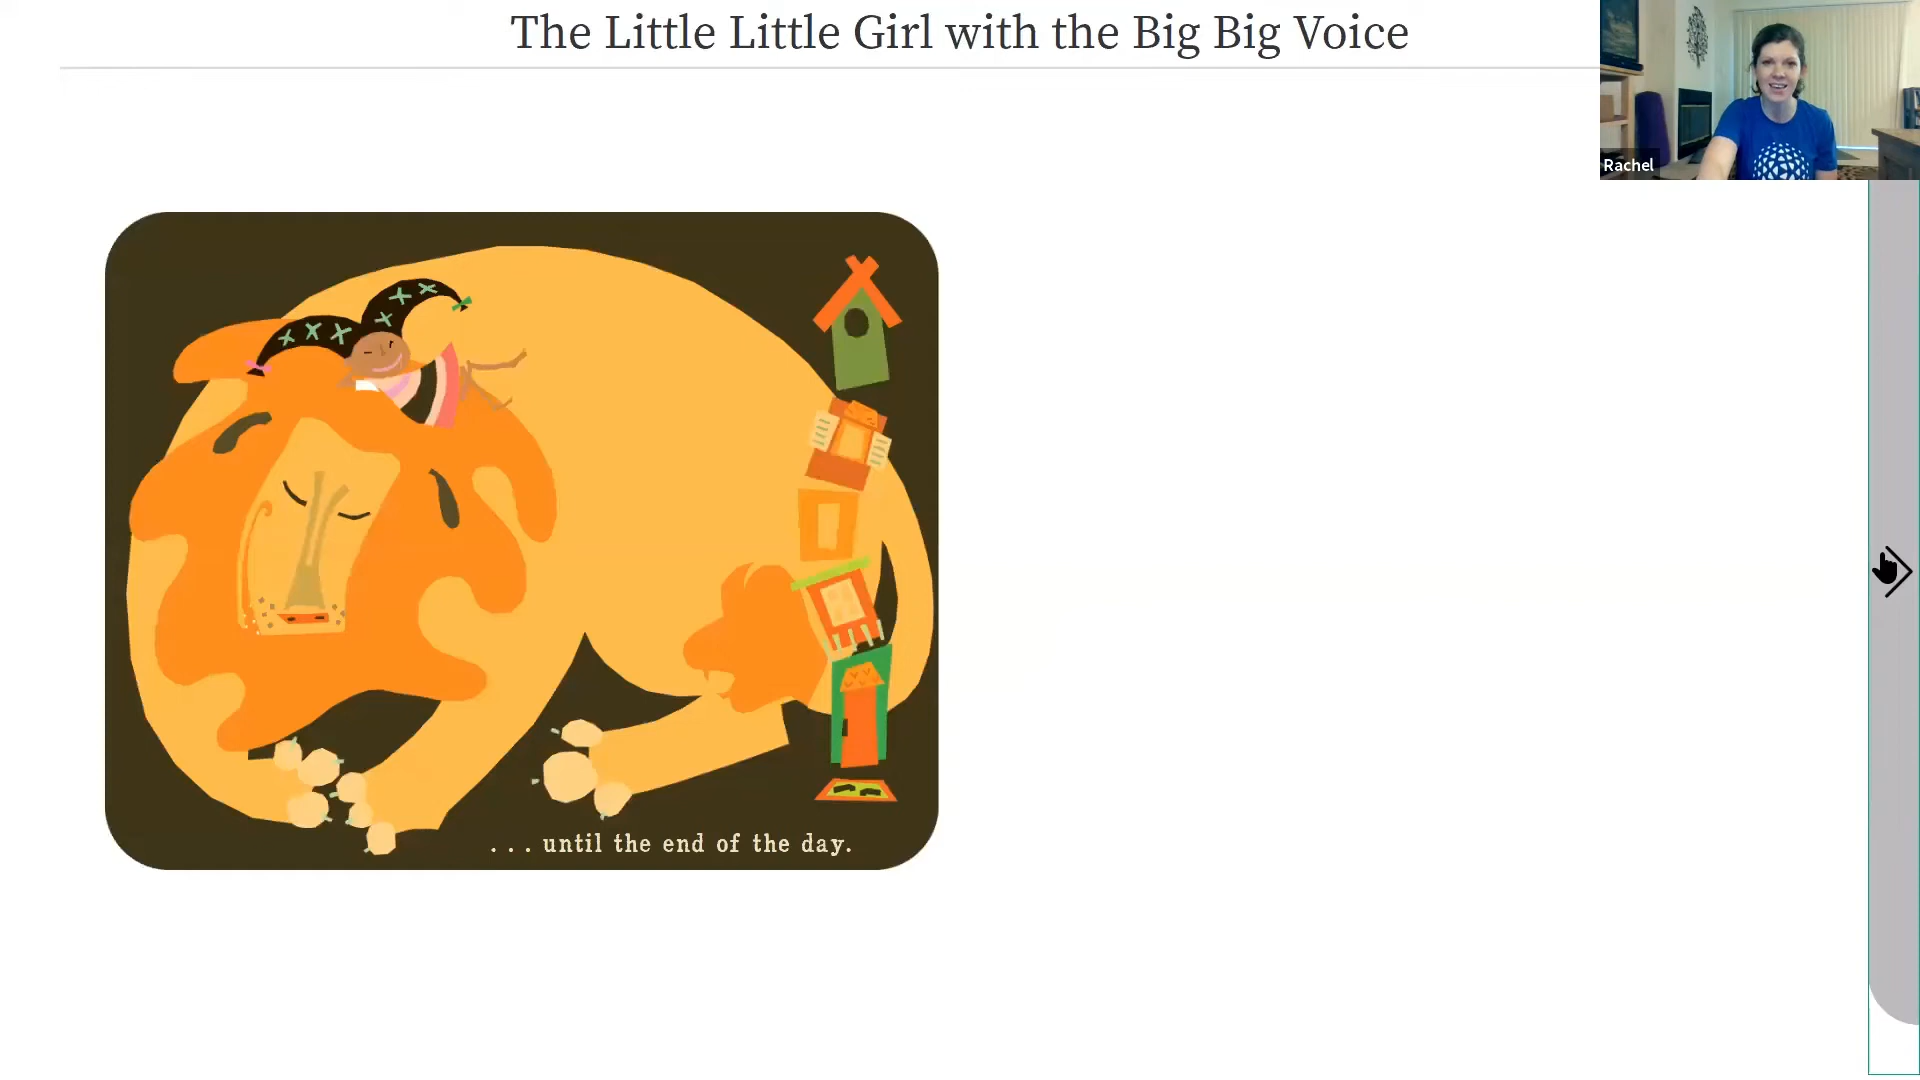 The Little Little Girl with the Big Big Voice
Rachel
. . . until the end of the day.